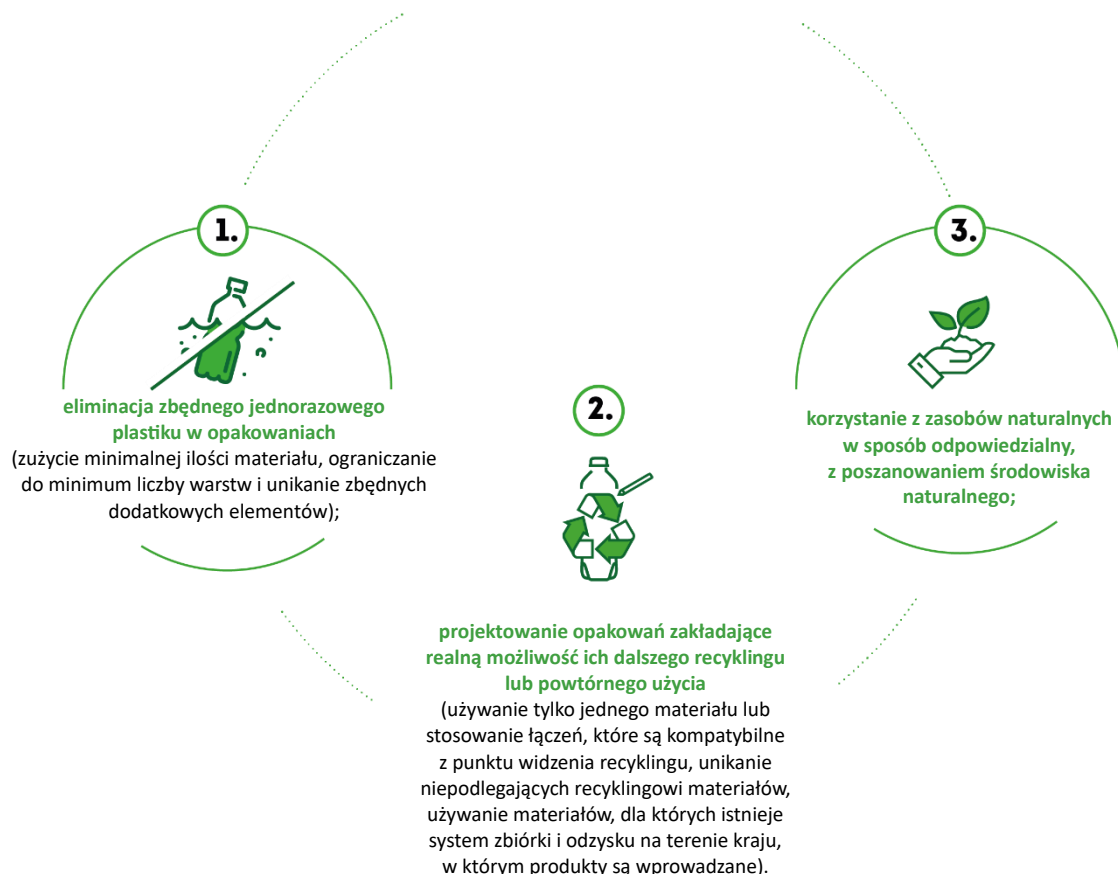 1.
eliminacja zbędnego jednorazowego
plastiku w opakowaniach
(zużycie minimalnej ilości materiału, ograniczanie
do minimum liczby warstw i unikanie zbędnych
dodatkowych elementów);
2.
projektowanie opakowań zakładające
realną możliwość ich dalszego recyklingu
lub powtórnego użycia
(używanie tylko jednego materiału lub
stosowanie łączeń, które są kompatybilne
z punktu widzenia recyklingu, unikanie
niepodlegających recyklingowi materiałów,
używanie materiałów, dla których istnieje
system zbiórki i odzysku na terenie kraju,
w którym produkty są wprowadzane).
3.
korzystanie z zasobów naturalnych
w sposób odpowiedzialny,
z poszanowaniem środowiska
naturalnego;